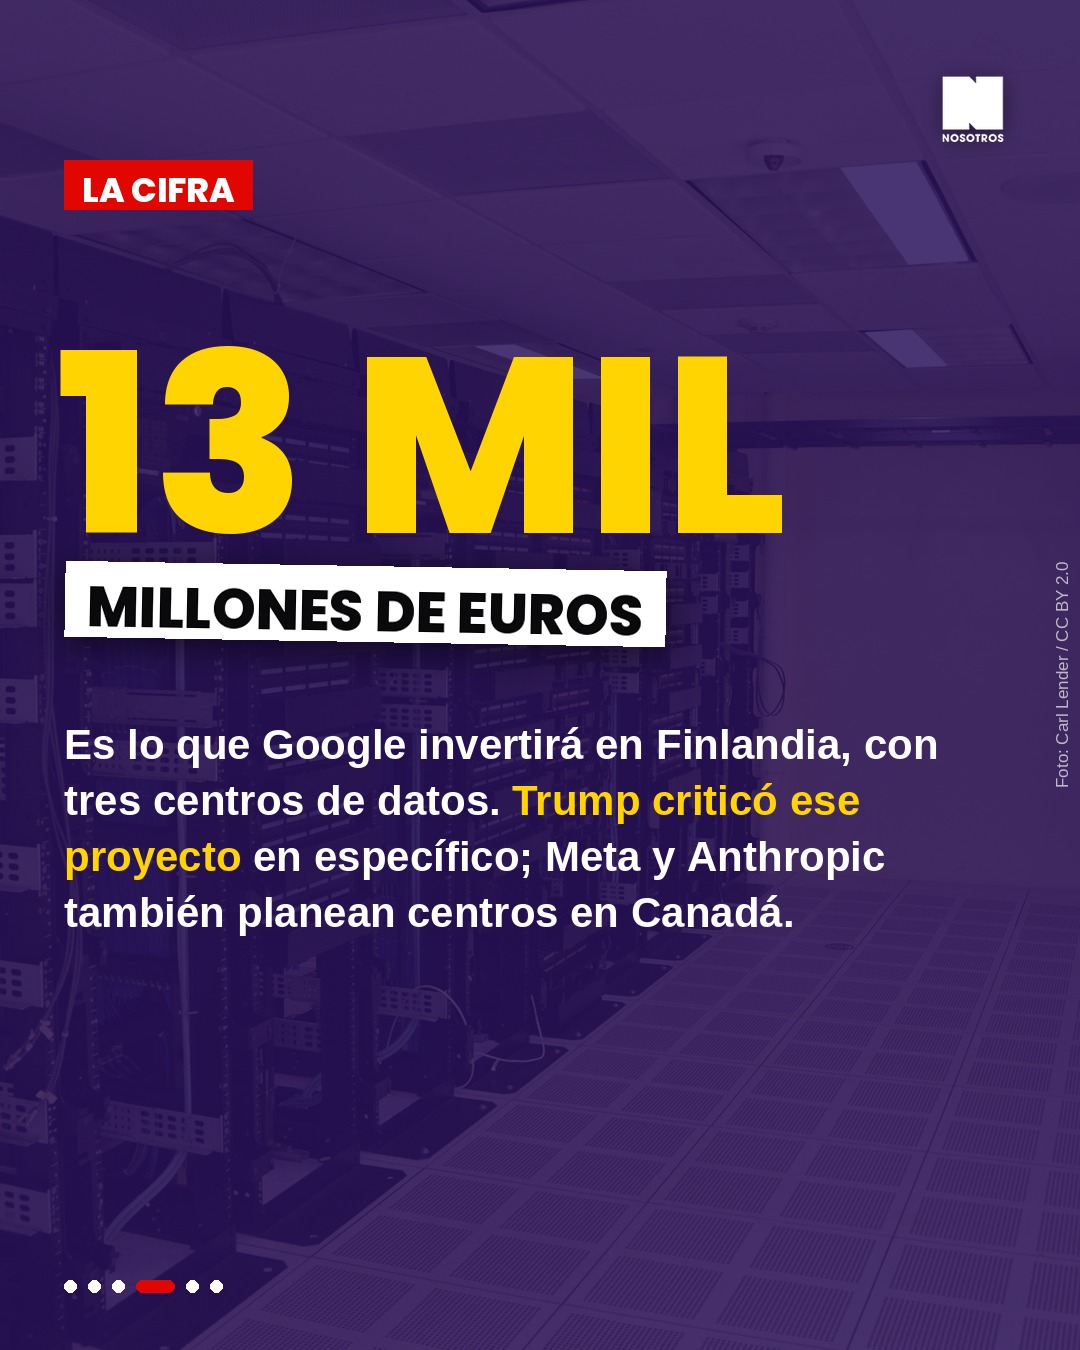 NOSOTROS
LA CIFRA
13 MIL
MILLONES DE EUROS
Es lo que Google invertirá en Finlandia, con
tres centros de datos. Trump criticó ese
proyecto en específico; Meta y Anthropic
también planean centros en Canadá.
Foto: Carl Lender / CC BY 2.0